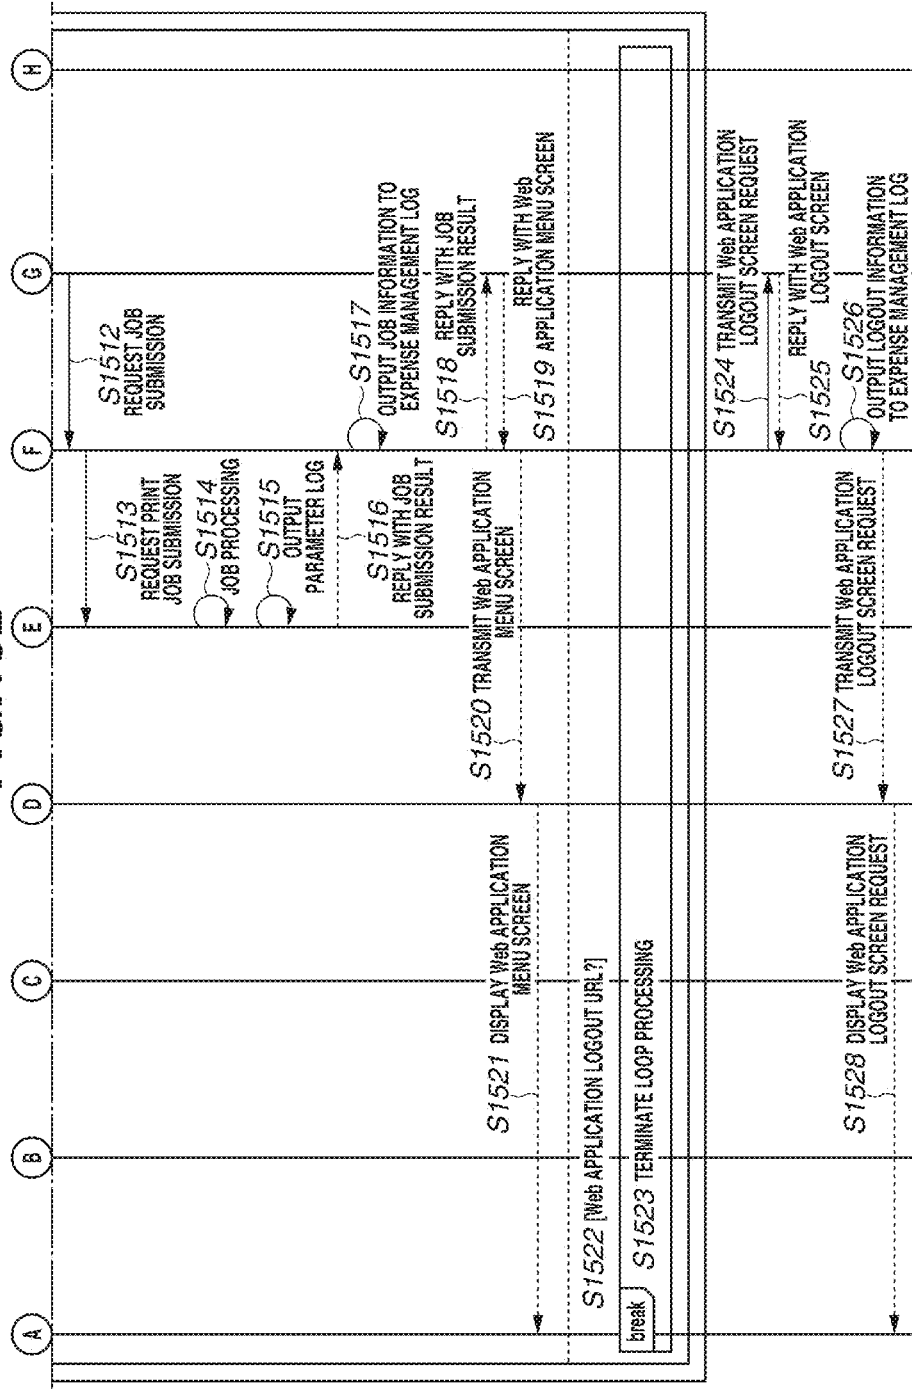 A
B
C
D
E
F
G
H
S1512
REQUEST JOB
SUBMISSION
S1513
REQUEST PRINT
JOB SUBMISSION
S1514
JOB PROCESSING
S1515
OUTPUT
PARAMETER LOG
S1516
REPLY WITH JOB
SUBMISSION RESULT
S1517
OUTPUT JOB INFORMATION TO
EXPENSE MANAGEMENT LOG
S1518 REPLY WITH JOB
SUBMISSION RESULT
REPLY WITH Web
S1519 APPLICATION MENU SCREEN
S1520 TRANSMIT Web APPLICATION
MENU SCREEN
S1521 DISPLAY Web APPLICATION
MENU SCREEN
S1522 [Web APPLICATION LOGOUT URL?]
break
S1523 TERMINATE LOOP PROCESSING
S1524 TRANSMIT Web APPLICATION
LOGOUT SCREEN REQUEST
REPLY WITH Web APPLICATION
LOGOUT SCREEN
S1525
S1526
OUTPUT LOGOUT INFORMATION
TO EXPENSE MANAGEMENT LOG
S1527 TRANSMIT Web APPLICATION
LOGOUT SCREEN REQUEST
S1528 DISPLAY Web APPLICATION
LOGOUT SCREEN REQUEST